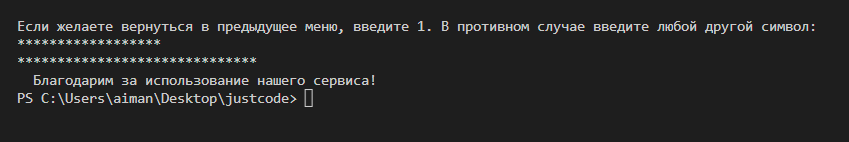 Если желаете вернуться в предыдущее меню, введите 1. В противном случае введите любой другой символ:
******************
******************************
Благодарим за использование нашего сервиса!
PS C:\Users\aiman\Desktop\justcode>